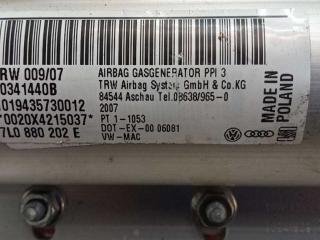 RW 009/07
0341440B
019435730012
*0020X4215037*
7L0 880 202 E
AIRBAG GASGENERATOR PPI 3
TRW Airbag Systems GmbH & Co.KG
84544 Aschau Tel.08638/965-0
2007
PT 1-1053
DOT-EX-00 06081
VW-MAC
MADE IN
POLAND